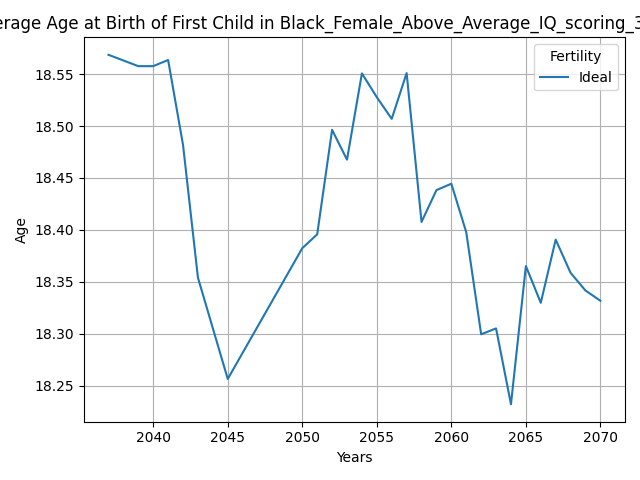 erage Age at Birth of First Child in Black_Female_Above_Average_IQ_scoring_3
Fertility
Ideal
18.55
18.50
18.45
18.40
18.35
18.30
18.25
Age
2040 2045 2050 2055 2060 2065 2070
Years